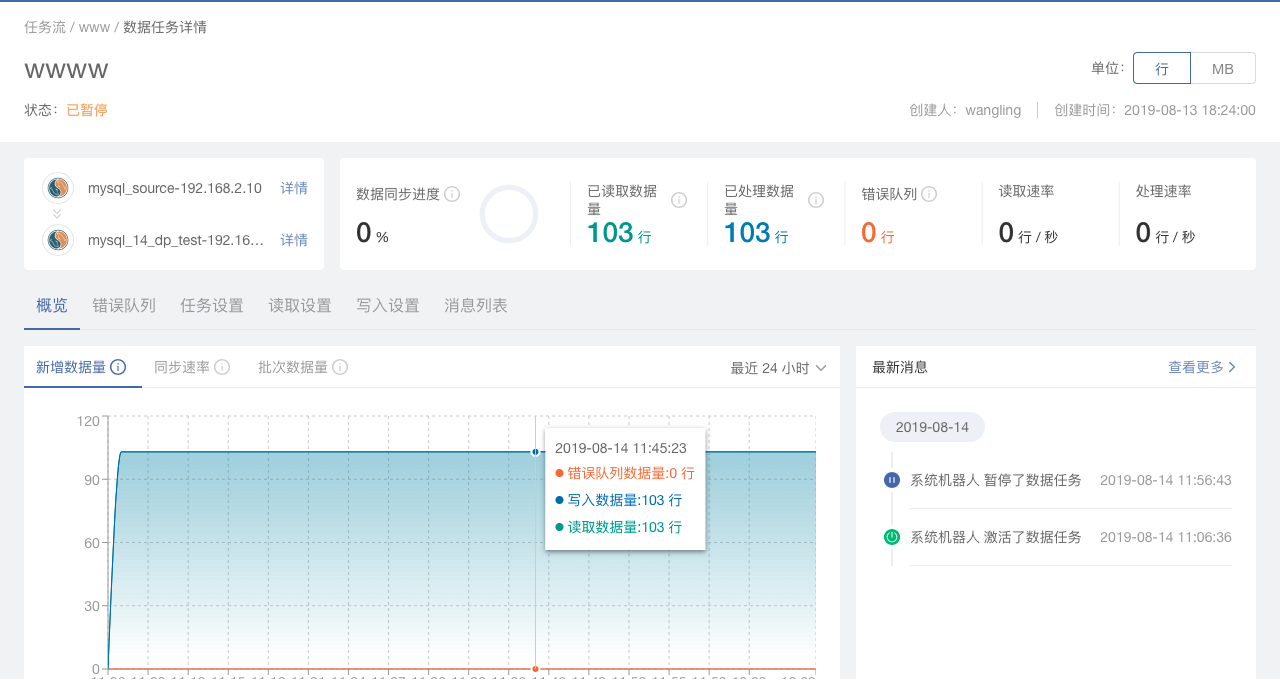 任务流 / www / 数据任务详情
wwww
单位：
行
MB
状态：已暂停
创建人：wangling
创建时间：2019-08-13 18:24:00
mysql_source-192.168.2.10
详情
mysql_14_dp_test-192.16...
详情
数据同步进度
0 %
已读取数据
量
103 行
已处理数据
量
103 行
错误队列
0 行
读取速率
0 行 / 秒
处理速率
0 行 / 秒
概览
错误队列
任务设置
读取设置
写入设置
消息列表
新增数据量
同步速率
批次数据量
最近 24 小时
120
90
60
30
0
2019-08-14 11:45:23
错误队列数据量:0 行
写入数据量:103 行
读取数据量:103 行
最新消息
查看更多
2019-08-14
系统机器人 暂停了数据任务
2019-08-14 11:56:43
系统机器人 激活了数据任务
2019-08-14 11:06:36